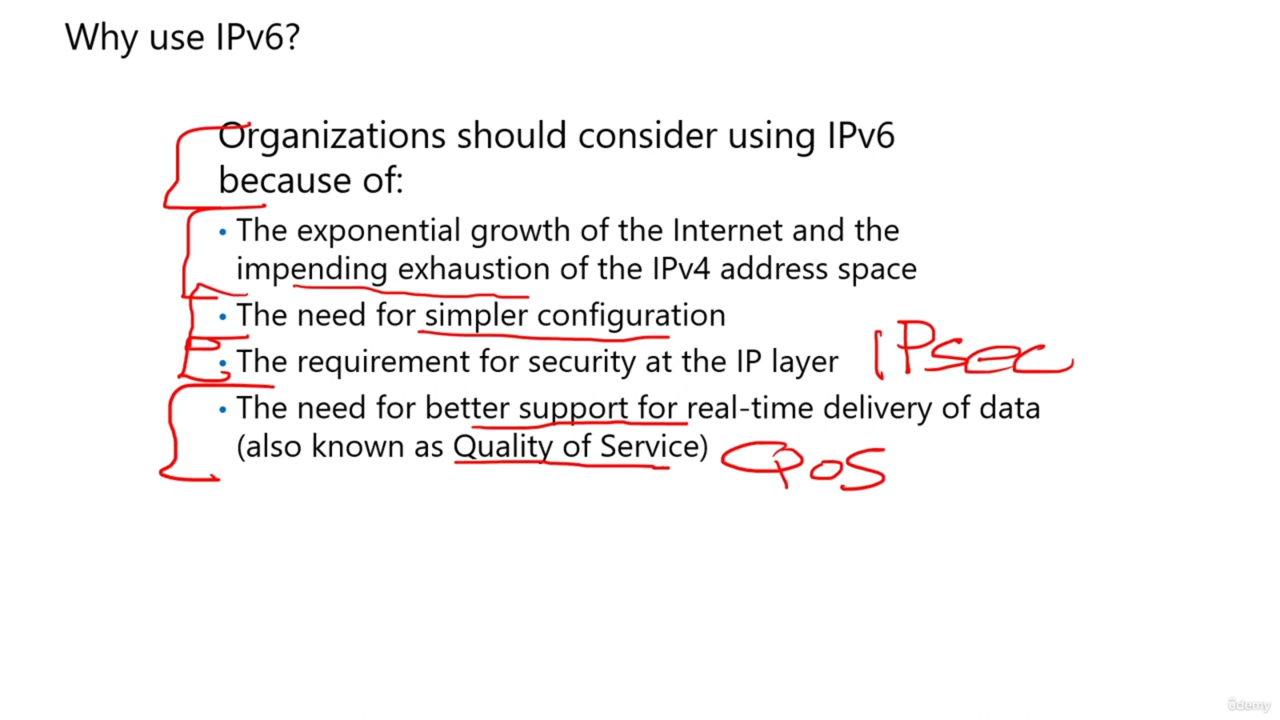 Why use IPv6?
Organizations should consider using IPv6
because of:
• The exponential growth of the Internet and the
impending exhaustion of the IPv4 address space
• The need for simpler configuration
• The requirement for security at the IP layer
IPsec
• The need for better support for real-time delivery of data
(also known as Quality of Service)
QoS
ûdemy